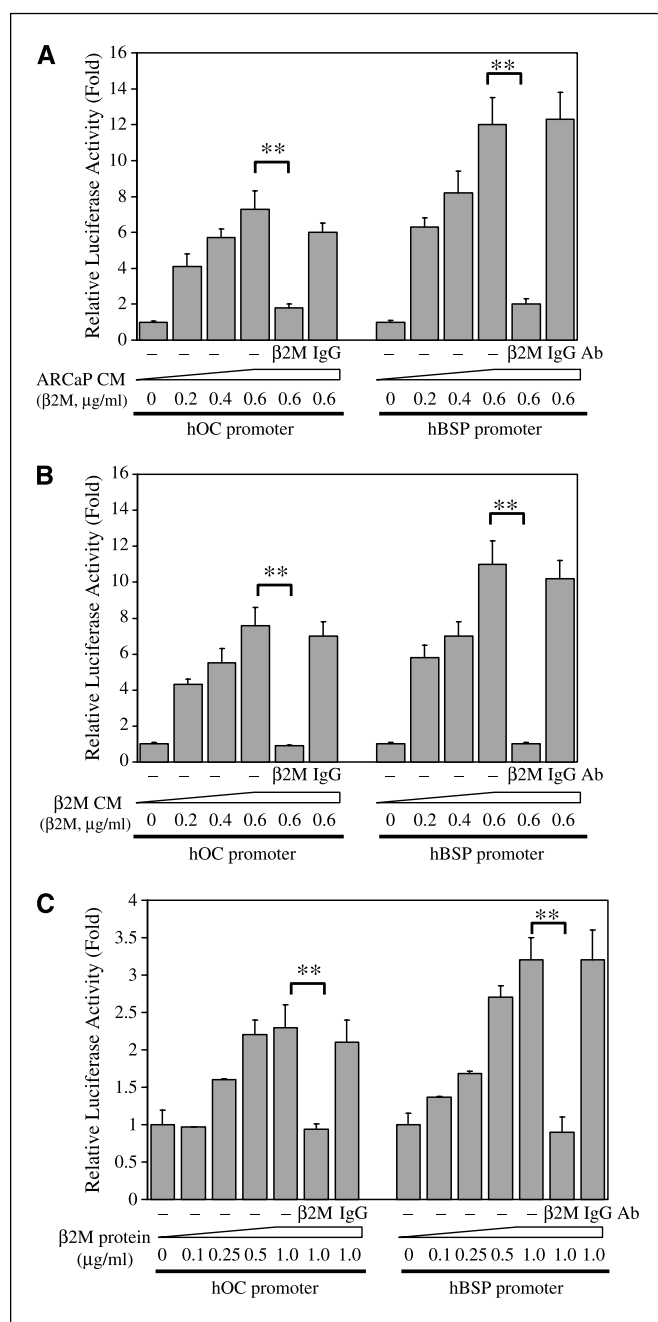 A
Relative Luciferase Activity (Fold)
16
14
12
10
8
6
4
2
0
**
**
– – – – β2M IgG – – – – β2M IgG Ab
ARCaP CM
(β2M, μg/ml) 0 0.2 0.4 0.6 0.6 0.6 0 0.2 0.4 0.6 0.6 0.6
hOC promoter hBSP promoter
B
Relative Luciferase Activity (Fold)
16
14
12
10
8
6
4
2
0
**
**
– – – – β2M IgG – – – – β2M IgG Ab
β2M CM
(β2M, μg/ml) 0 0.2 0.4 0.6 0.6 0.6 0 0.2 0.4 0.6 0.6 0.6
hOC promoter hBSP promoter
C
Relative Luciferase Activity (Fold)
4
3.5
3
2.5
2
1.5
1
0.5
0
**
**
– – – – – β2M IgG – – – – – β2M IgG Ab
β2M protein
(μg/ml) 0 0.1 0.25 0.5 1.0 1.0 1.0 0 0.1 0.25 0.5 1.0 1.0 1.0
hOC promoter hBSP promoter